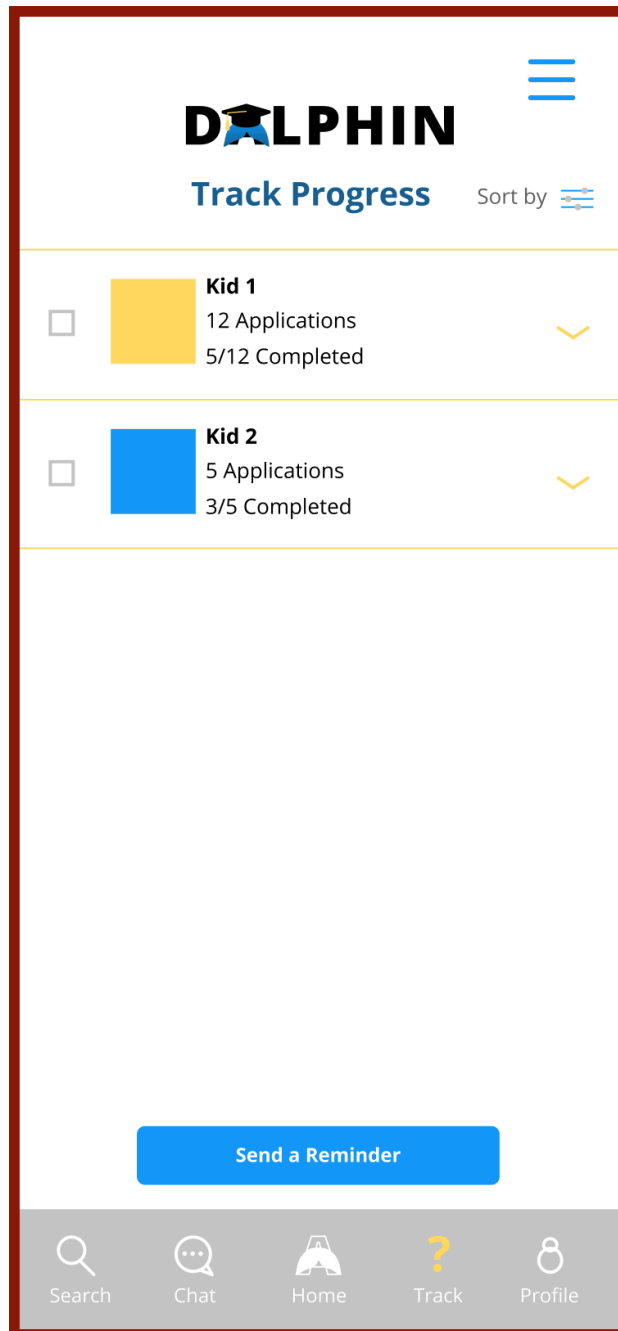 DALPHIN
Track Progress
Sort by
Kid 1
12 Applications
5/12 Completed
Kid 2
5 Applications
3/5 Completed
Send a Reminder
?
Search
Chat
Home
Track
Profile